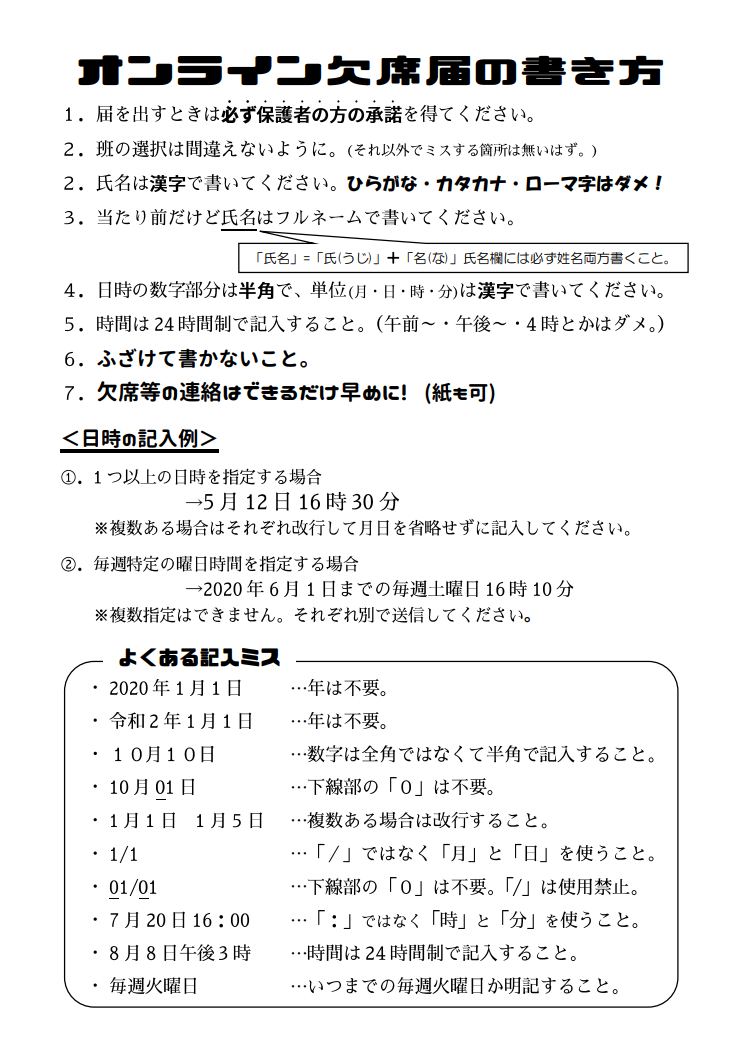 オンライン欠席届の書き方
１．届を出すときは必ず保護者の方の承諾を得てください。
２．班の選択は間違えないように。(それ以外でミスする箇所は無いはず。)
２．氏名は漢字で書いてください。ひらがな・カタカナ・ローマ字はダメ！
３．当たり前だけど氏名はフルネームで書いてください。
「氏名」=「氏(うじ)」＋「名(な)」氏名欄には必ず姓名両方書くこと。
４．日時の数字部分は半角で、単位(月・日・時・分)は漢字で書いてください。
５．時間は 24 時間制で記入すること。（午前～・午後～・4 時とかはダメ。）
６．ふざけて書かないこと。
７．欠席等の連絡はできるだけ早めに! (紙も可)
＜日時の記入例＞
①．1 つ以上の日時を指定する場合
→5 月 12 日 16 時 30 分
※複数ある場合はそれぞれ改行して月日を省略せずに記入してください。
②．毎週特定の曜日時間を指定する場合
→2020 年 6 月 1 日までの毎週土曜日 16 時 10 分
※複数指定はできません。それぞれ別で送信してください。
よくある記入ミス
・ 2020 年 1 月 1 日 …年は不要。
・ 令和 2 年 1 月 1 日 …年は不要。
・ １０月１０日 …数字は全角ではなくて半角で記入すること。
・ 10 月 01 日 …下線部の「０」は不要。
・ 1 月 1 日　1 月 5 日 …複数ある場合は改行すること。
・ 1/1 …「／」ではなく「月」と「日」を使うこと。
・ 01/01 …下線部の「０」は不要。「/」は使用禁止。
・ 7 月 20 日 16：00 …「：」ではなく「時」と「分」を使うこと。
・ 8 月 8 日午後 3 時 …時間は 24 時間制で記入すること。
・ 毎週火曜日 …いつまでの毎週火曜日か明記すること。